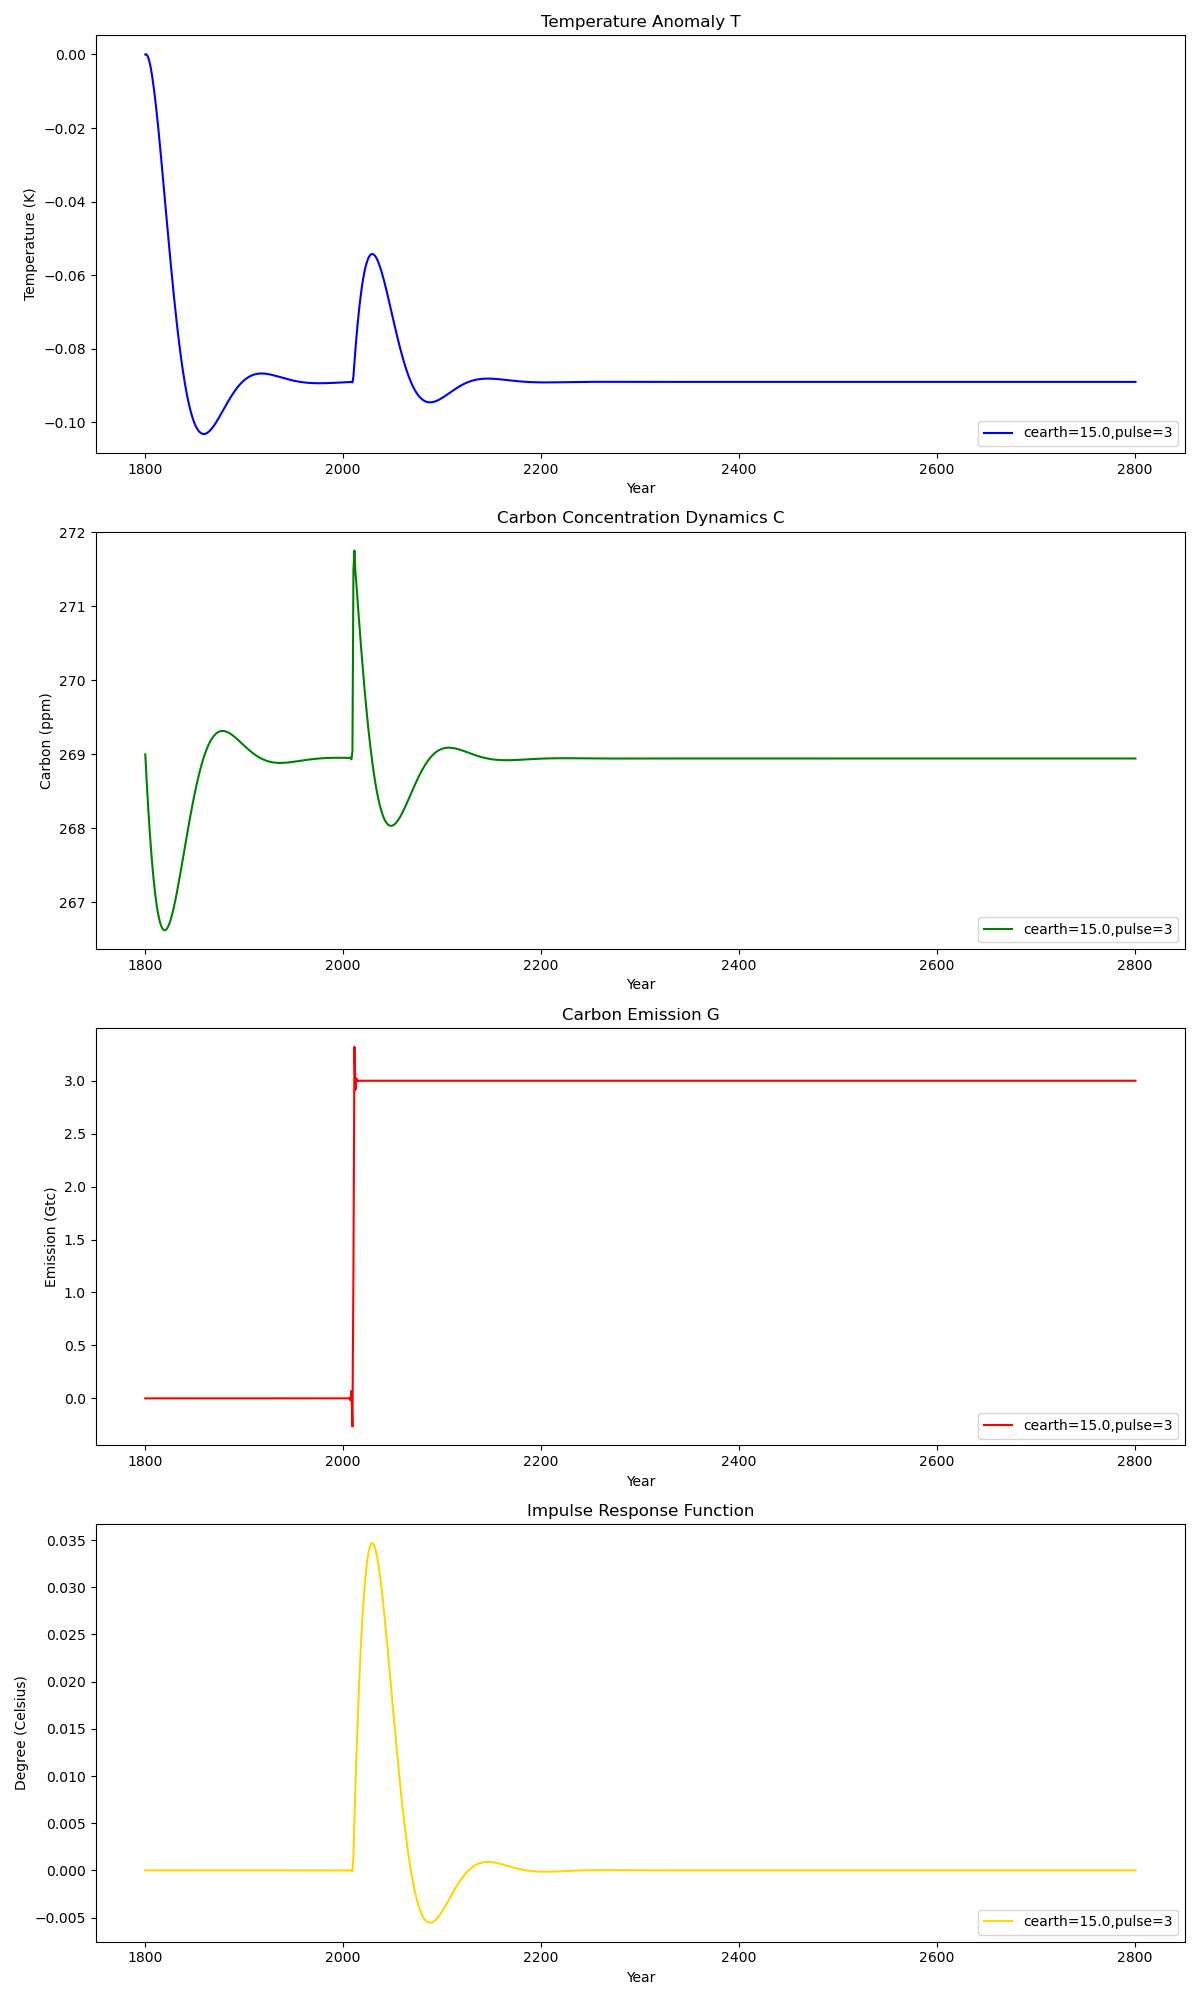 Temperature Anomaly T
Temperature (K)
0.00
−0.02
−0.04
−0.06
−0.08
−0.10
cearth=15.0,pulse=3
1800 2000 2200 2400 2600 2800
Year
Carbon Concentration Dynamics C
Carbon (ppm)
272
271
270
269
268
267
cearth=15.0,pulse=3
1800 2000 2200 2400 2600 2800
Year
Carbon Emission G
Emission (Gtc)
3.0
2.5
2.0
1.5
1.0
0.5
0.0
cearth=15.0,pulse=3
1800 2000 2200 2400 2600 2800
Year
Impulse Response Function
Degree (Celsius)
0.035
0.030
0.025
0.020
0.015
0.010
0.005
0.000
−0.005
cearth=15.0,pulse=3
1800 2000 2200 2400 2600 2800
Year